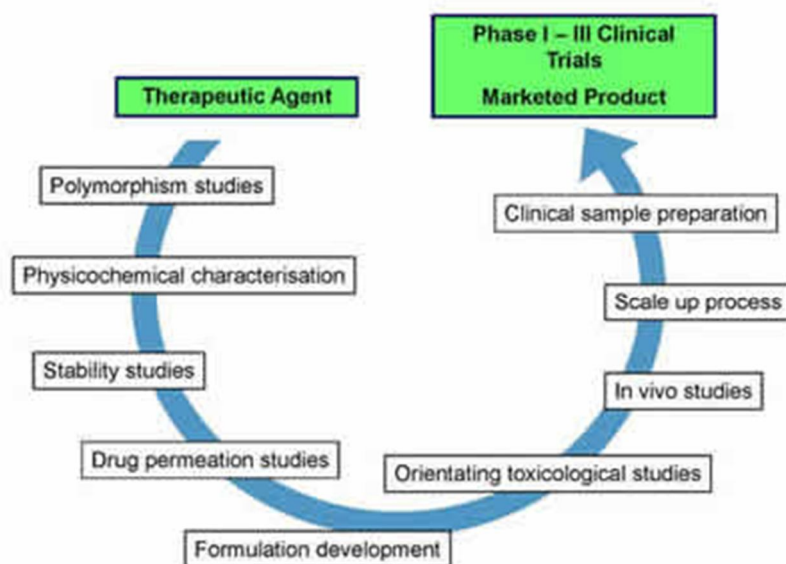 Therapeutic Agent
Phase I – III Clinical
Trials
Marketed Product
Polymorphism studies
Physicochemical characterisation
Stability studies
Drug permeation studies
Formulation development
Orientating toxicological studies
In vivo studies
Scale up process
Clinical sample preparation